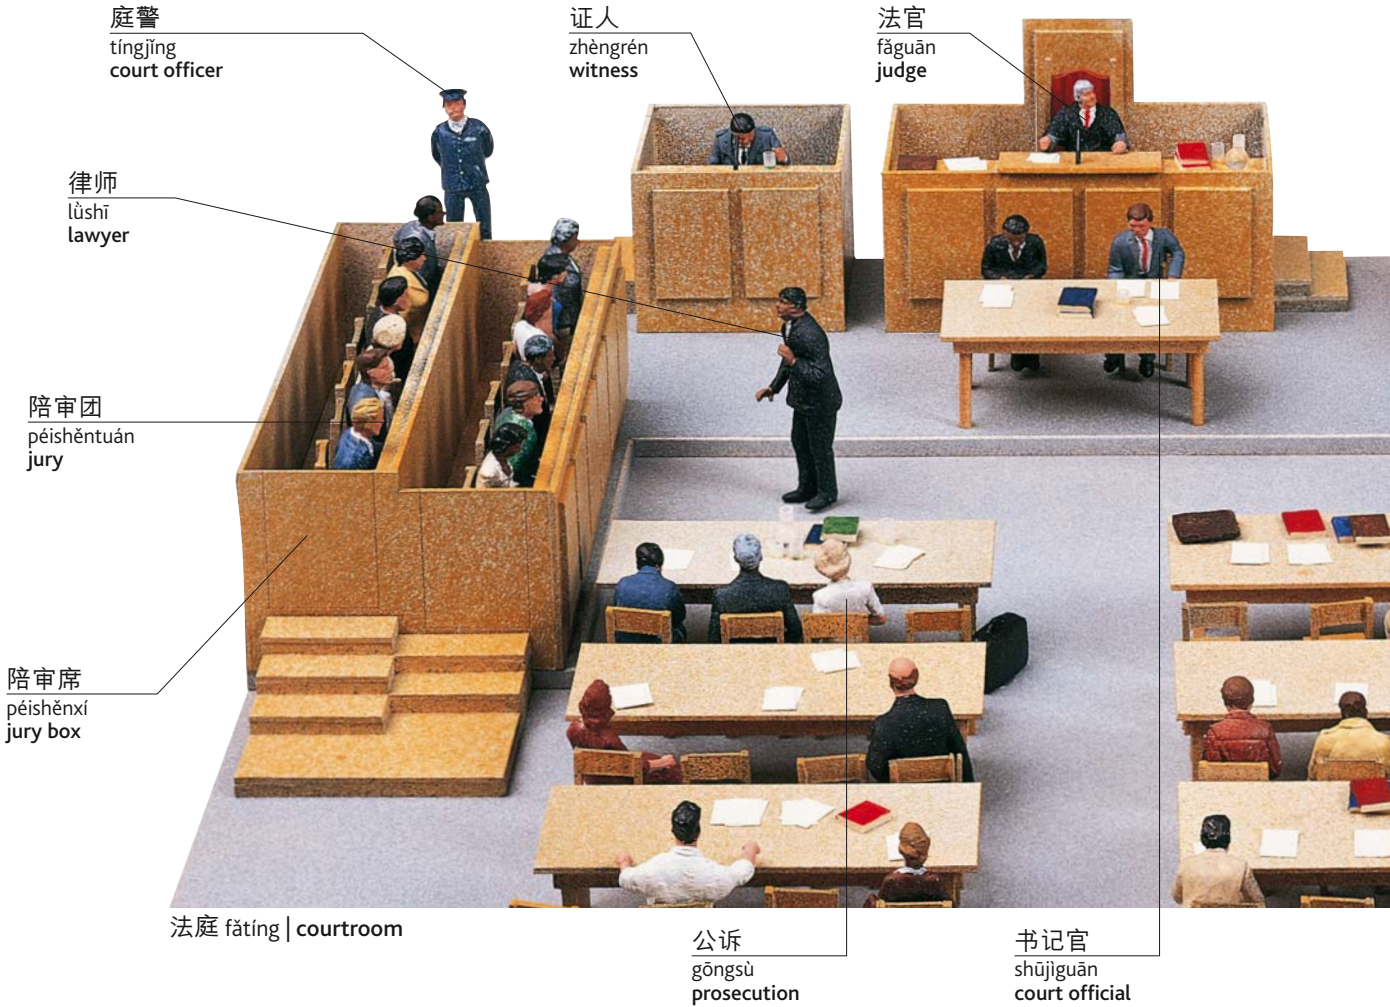 庭警
tíngjǐng
court officer
证人
zhèngrén
witness
法官
fǎguān
judge
律师
lǜshī
lawyer
陪审团
péishěntuán
jury
陪审席
péishěnxí
jury box
法庭 fǎtíng | courtroom
公诉
gōngsù
prosecution
书记官
shūjìguān
court official